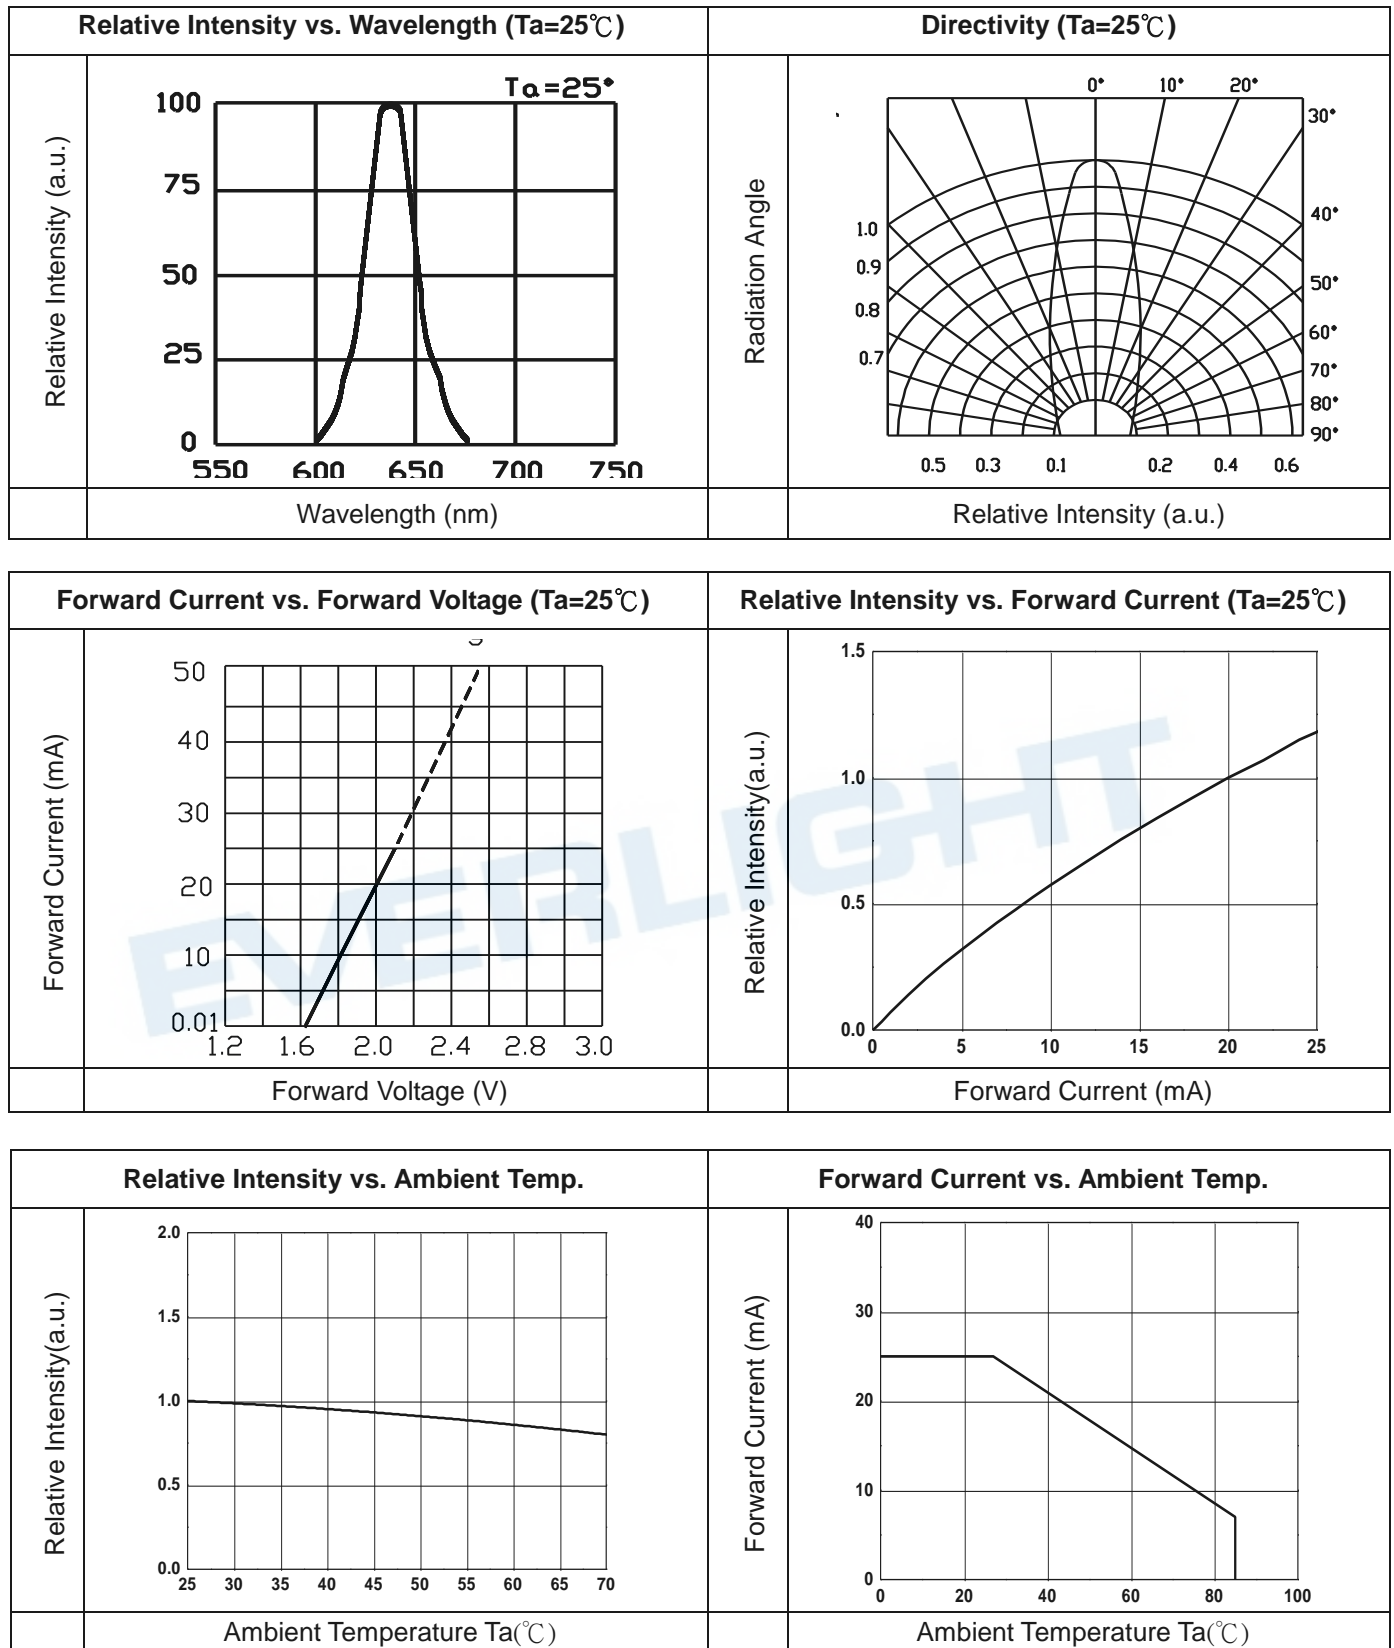 Relative Intensity vs. Wavelength (Ta=25℃)
Directivity (Ta=25℃)
Relative Intensity (a.u.)
Ta=25°
100
75
50
25
0
550 600 650 700 750
Wavelength (nm)
Radiation Angle
0° 10° 20°
30°
40°
50°
60°
70°
80°
90°
1.0
0.9
0.8
0.7
0.5 0.3 0.1 0.2 0.4 0.6
Relative Intensity (a.u.)
Forward Current vs. Forward Voltage (Ta=25℃)
Relative Intensity vs. Forward Current (Ta=25℃)
Forward Current (mA)
50
40
30
20
10
0.01
1.2 1.6 2.0 2.4 2.8 3.0
Forward Voltage (V)
Relative Intensity(a.u.)
1.5
1.0
0.5
0.0
0 5 10 15 20 25
Forward Current (mA)
EVERLIGHT
Relative Intensity vs. Ambient Temp.
Forward Current vs. Ambient Temp.
Relative Intensity(a.u.)
2.0
1.5
1.0
0.5
0.0
25 30 35 40 45 50 55 60 65 70
Ambient Temperature Ta(℃)
Forward Current (mA)
40
30
20
10
0
0 20 40 60 80 100
Ambient Temperature Ta(℃)